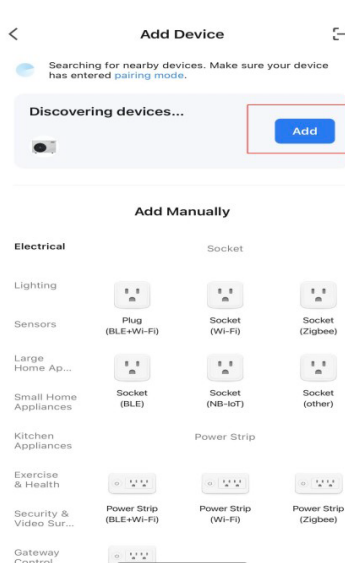 Add Device
Searching for nearby devices. Make sure your device
has entered pairing mode.
Discovering devices...
Add
Add Manually
Electrical
Socket
Lighting
Sensors
Plug
(BLE+Wi-Fi)
Socket
(Wi-Fi)
Socket
(Zigbee)
Large
Home Ap...
Small Home
Appliances
Socket
(BLE)
Socket
(NB-IoT)
Socket
(other)
Kitchen
Appliances
Power Strip
Exercise
& Health
Security &
Video Sur...
Power Strip
(BLE+Wi-Fi)
Power Strip
(Wi-Fi)
Power Strip
(Zigbee)
Gateway
Control